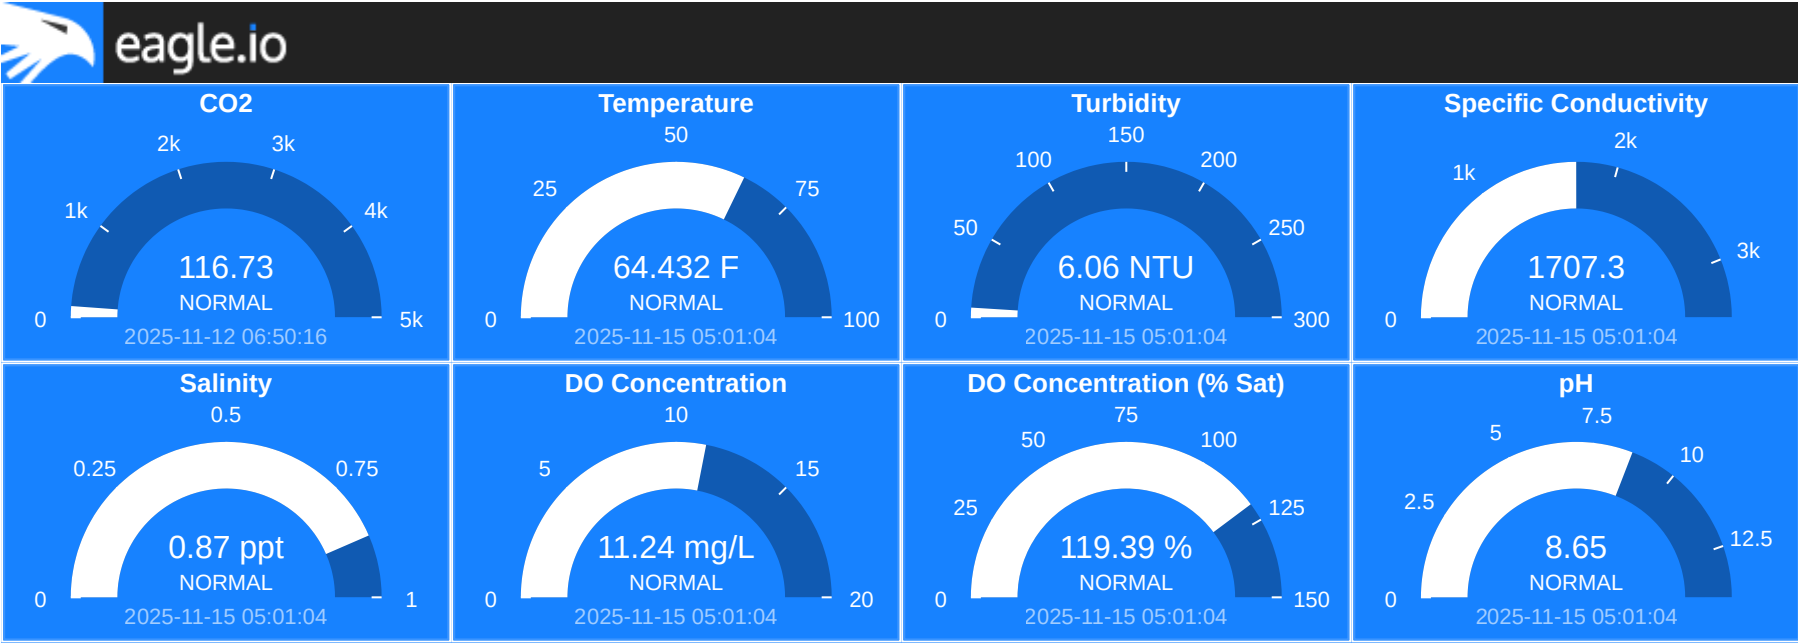 eagle.io
CO2
2k
3k
1k
4k
116.73
NORMAL
0
5k
2025-11-12 06:50:16
Temperature
50
25
75
64.432 F
NORMAL
0
100
2025-11-15 05:01:04
Turbidity
150
100
200
50
250
6.06 NTU
NORMAL
0
300
2025-11-15 05:01:04
Specific Conductivity
2k
1k
3k
1707.3
NORMAL
0
2025-11-15 05:01:04
Salinity
0.5
0.25
0.75
0.87 ppt
NORMAL
0
1
2025-11-15 05:01:04
DO Concentration
10
5
15
11.24 mg/L
NORMAL
0
20
2025-11-15 05:01:04
DO Concentration (% Sat)
75
50
100
25
125
119.39 %
NORMAL
0
150
2025-11-15 05:01:04
pH
7.5
5
10
2.5
12.5
8.65
NORMAL
0
2025-11-15 05:01:04